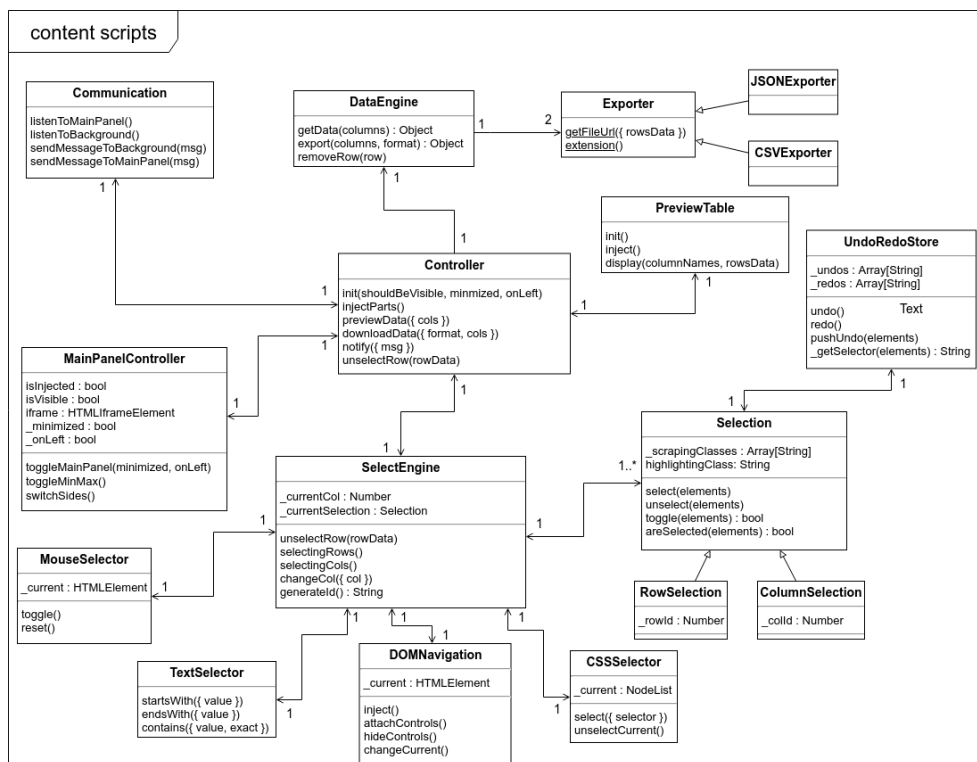 content scripts
Communication
listenToMainPanel()
listenToBackground()
sendMessageToBackground(msg)
sendMessageToMainPanel(msg)
1
DataEngine
getData(columns) : Object
export(columns, format) : Object
removeRow(row)
1
2
1
Exporter
getFileUrl({ rowsData })
extension()
JSONExporter
CSVExporter
PreviewTable
init()
inject()
display(columnNames, rowsData)
1
UndoRedoStore
_undos : Array[String]
_redos : Array[String]
undo()
Text
redo()
pushUndo(elements)
_getSelector(elements) : String
1
1
Controller
init(shouldBeVisible, minmized, onLeft)
injectParts()
previewData({ cols })
downloadData({ format, cols })
notify({ msg })
unselectRow(rowData)
1
1
1
1
MainPanelController
isInjected : bool
isVisible : bool
iframe : HTMLIframeElement
_minimized : bool
_onLeft : bool
toggleMainPanel(minimized, onLeft)
toggleMinMax()
switchSides()
1
1
SelectEngine
_currentCol : Number
_currentSelection : Selection
unselectRow(rowData)
selectingRows()
selectingCols()
changeCol({ col })
generateId() : String
1
1
1..*
1
Selection
_scrapingClasses : Array[String]
highlightingClass: String
select(elements)
unselect(elements)
toggle(elements) : bool
areSelected(elements) : bool
RowSelection
_rowId : Number
ColumnSelection
_colId : Number
MouseSelector
_current : HTMLElement
toggle()
reset()
1
1
1
1
TextSelector
startsWith({ value })
endsWith({ value })
contains({ value, exact })
1
DOMNavigation
_current : HTMLElement
inject()
attachControls()
hideControls()
changeCurrent()
1
CSSSelector
_current : NodeList
select({ selector })
unselectCurrent()
1